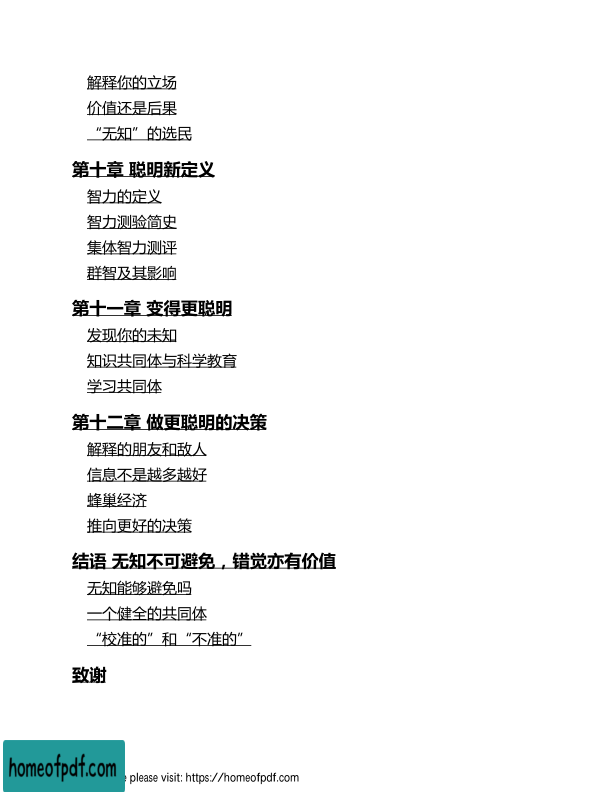 解释你的立场
价值还是后果
“无知”的选民
第十章 聪明新定义
智力的定义
智力测验简史
集体智力测评
群智及其影响
第十一章 变得更聪明
发现你的未知
知识共同体与科学教育
学习共同体
第十二章 做更聪明的决策
解释的朋友和敌人
信息不是越多越好
蜂巢经济
推向更好的决策
结语 无知不可避免，错觉亦有价值
无知能够避免吗
一个健全的共同体
“校准的”和“不准的”
致谢
homeofpdf.com
e please visit: https://homeofpdf.com